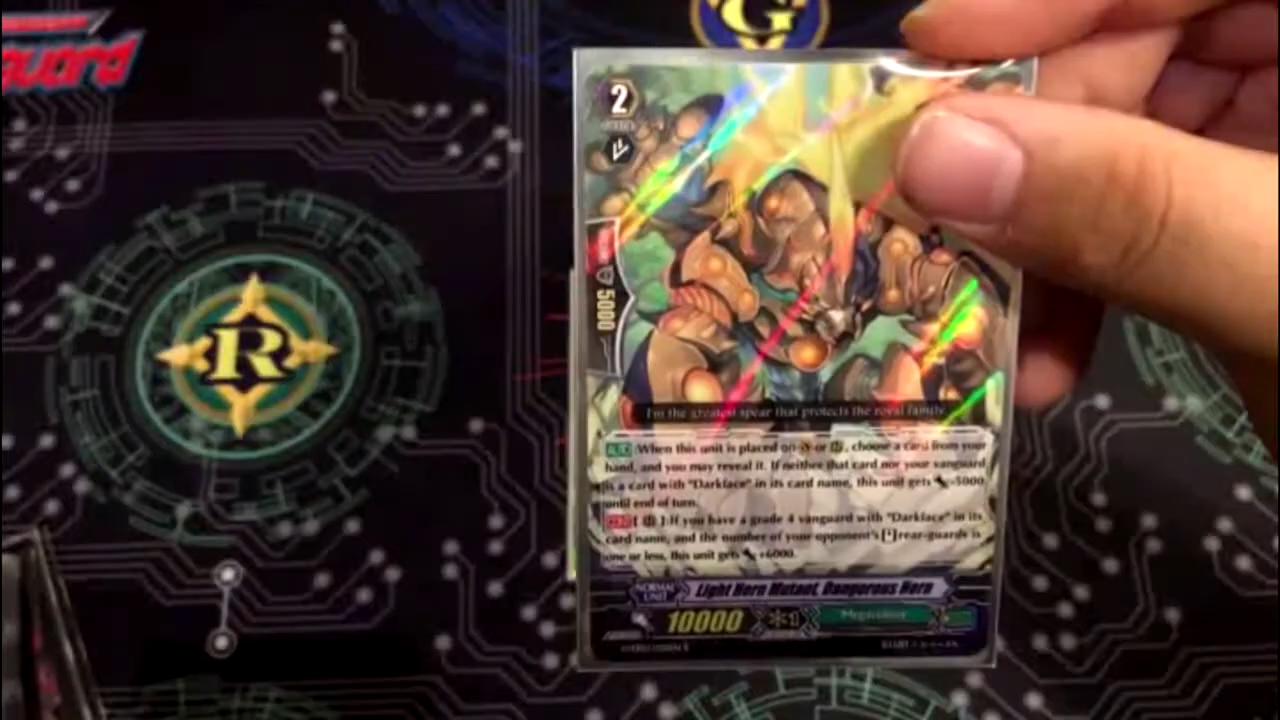 G
guard
2
R
5000
I'm the greatest spear that protects the royal family.
AUTO :When this unit is placed on or , choose a card from your
hand, and you may reveal it. If neither that card nor your vanguard
is a card with "Darkface" in its card name, this unit gets -5000
until end of turn.
[ ]:If you have a grade 4 vanguard with "Darkface" in its
card name, and the number of your opponent's [*] rear-guards is
one or less, this unit gets +6000.
NORMAL
UNIT
Light Horn Mutant, Dangerous Horn
10000
1
Megacolony